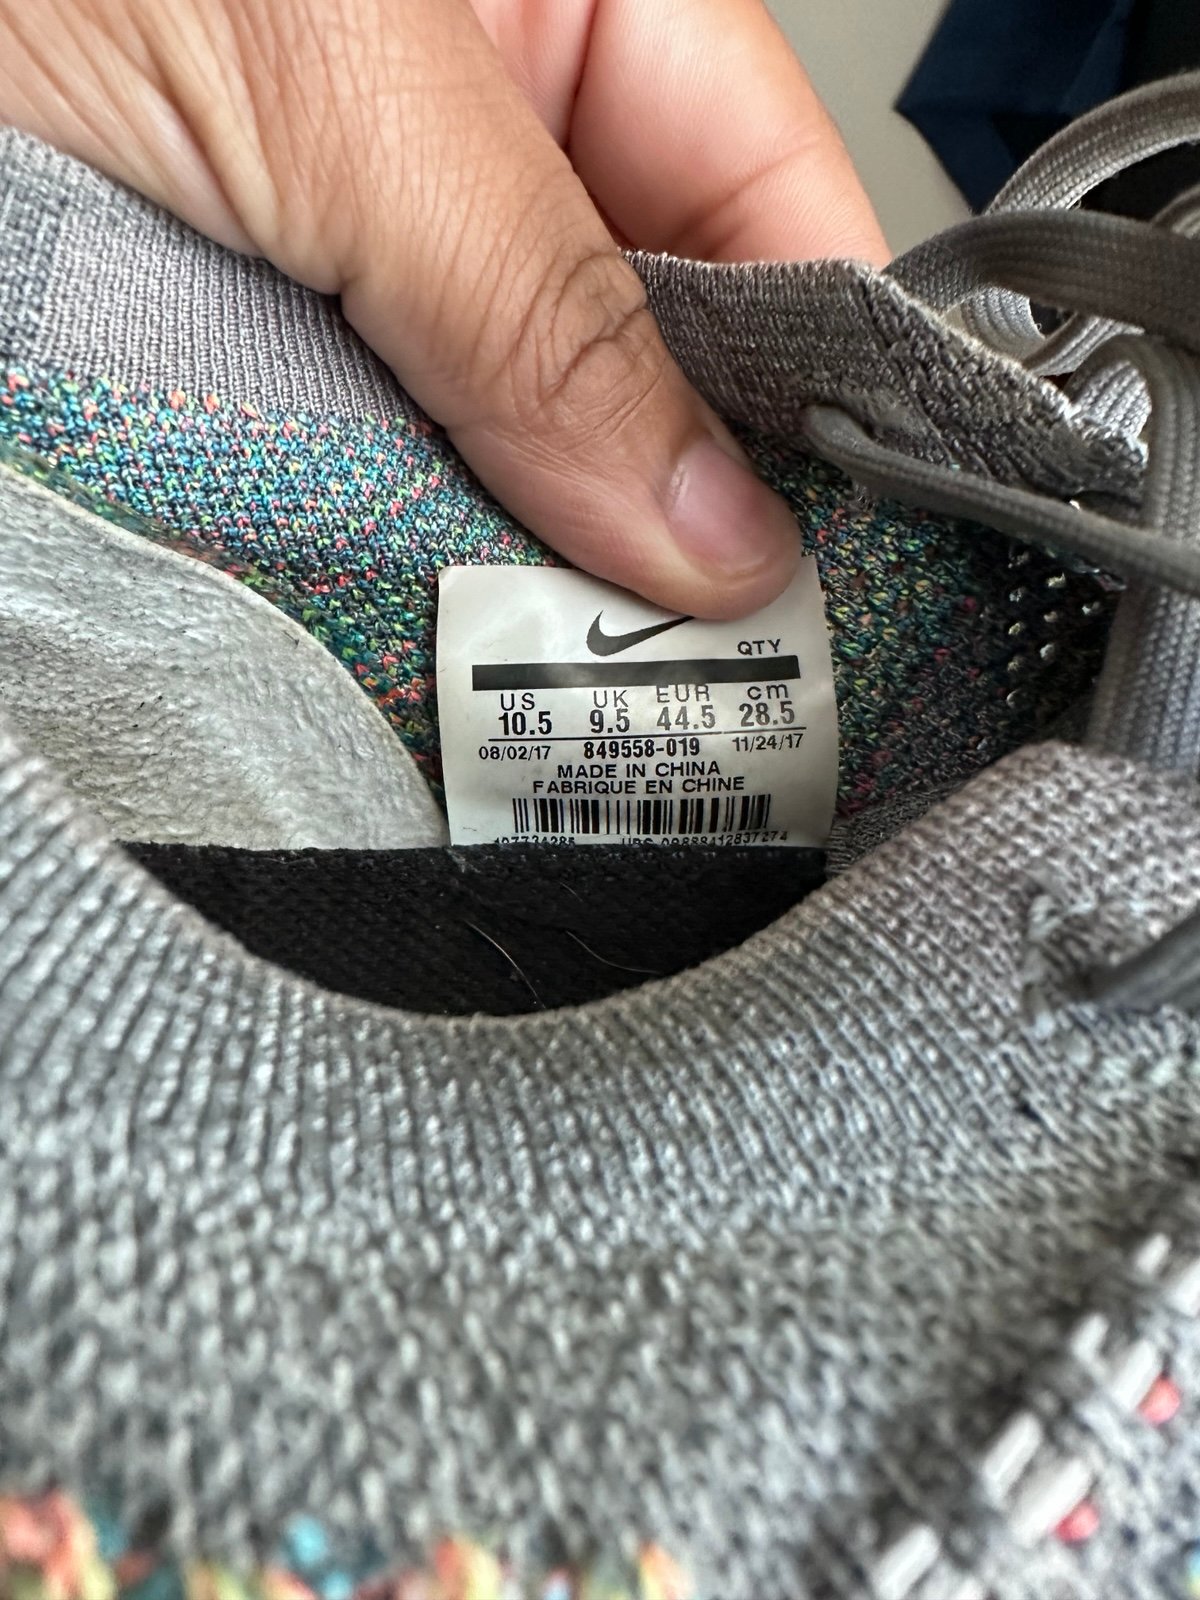 QTY
US UK EUR cm
10.5 9.5 44.5 28.5
08/02/17 849558-019 11/24/17
MADE IN CHINA
FABRIQUE EN CHINE